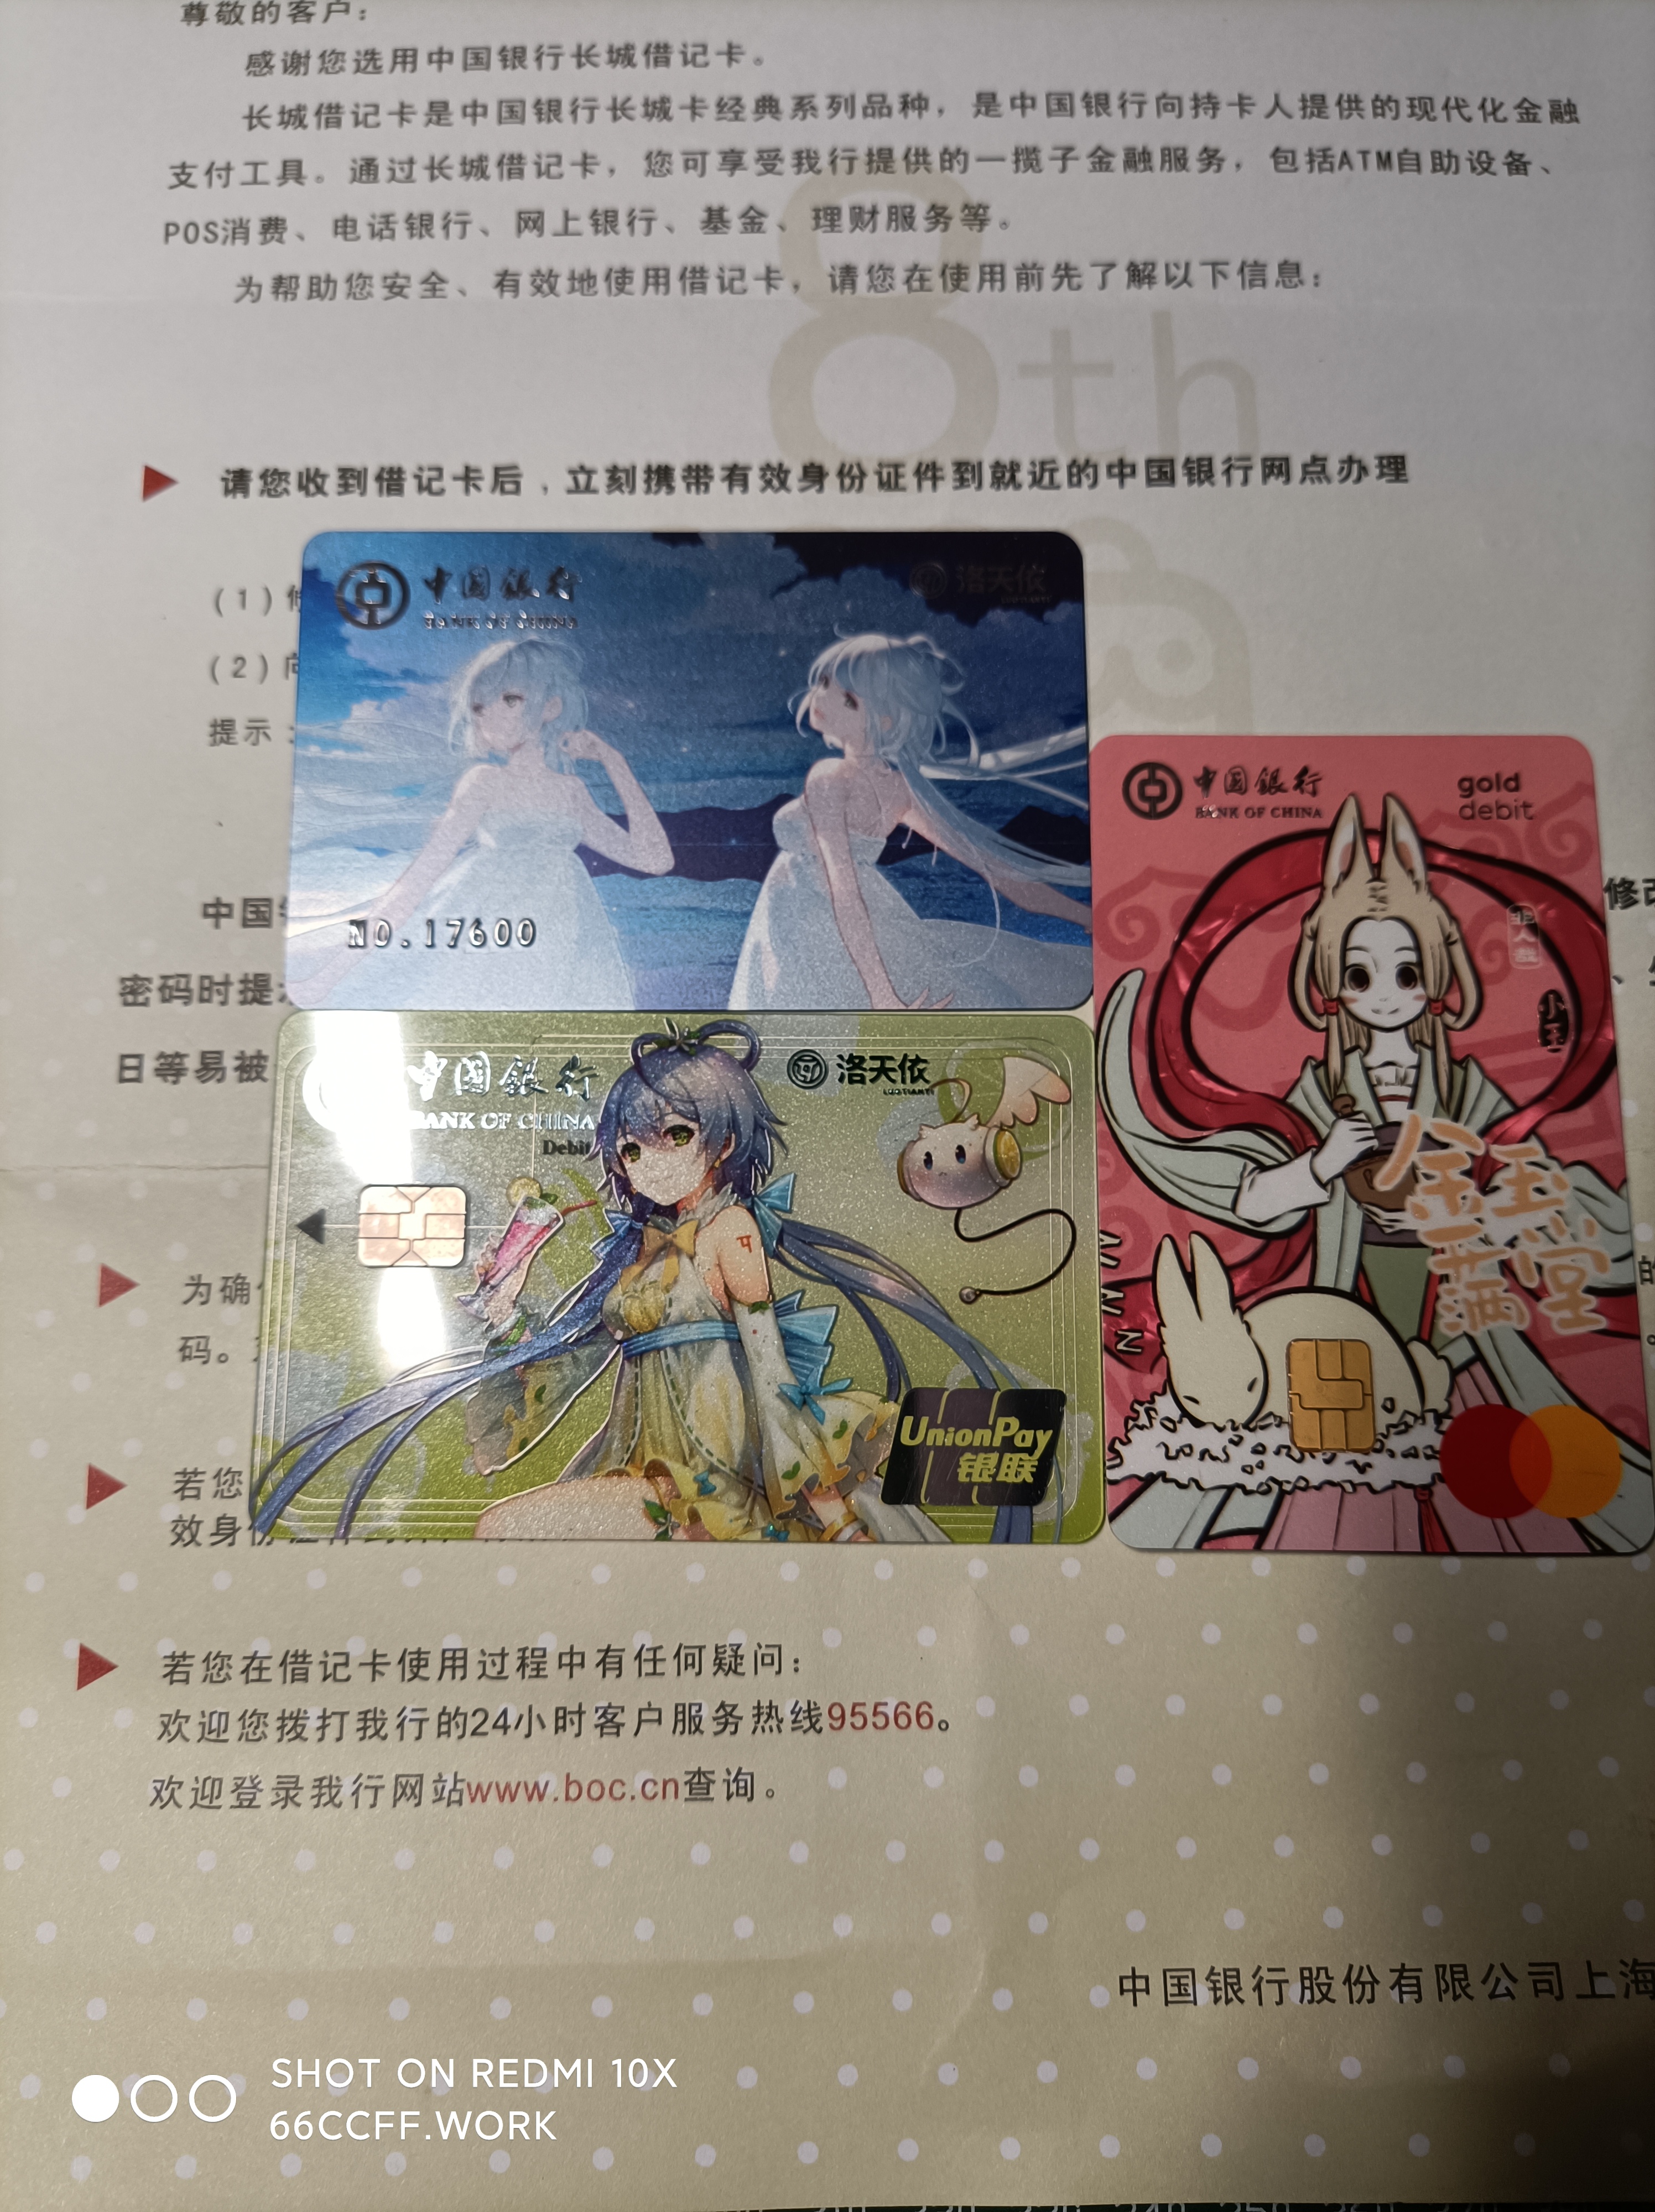 尊敬的客户：
感谢您选用中国银行长城借记卡。
长城借记卡是中国银行长城卡经典系列品种，是中国银行向持卡人提供的现代化金融
支付工具。通过长城借记卡，您可享受我行提供的一揽子金融服务，包括ATM自助设备、
POS消费、电话银行、网上银行、基金、理财服务等。
为帮助您安全、有效地使用借记卡，请您在使用前先了解以下信息：
8th
请您收到借记卡后，立刻携带有效身份证件到就近的中国银行网点办理
(1)
(2)向
提示：
中国银行
BANK OF CHINA
洛天依
LUOTIANYI
NO.17600
中国銀行
BANK OF CHINA
gold
debit
非人哉
小玉
金玉
满堂
中国
修改
密码时提
日等易被
中国銀行
BANK OF CHINA
Debit
洛天依
LUOTIANYI
UnionPay
银联
为确
的
码。
若您
效身份证件到
若您在借记卡使用过程中有任何疑问：
欢迎您拨打我行的24小时客户服务热线95566。
欢迎登录我行网站www.boc.cn查询。
中国银行股份有限公司上海
SHOT ON REDMI 10X
66CCFF.WORK